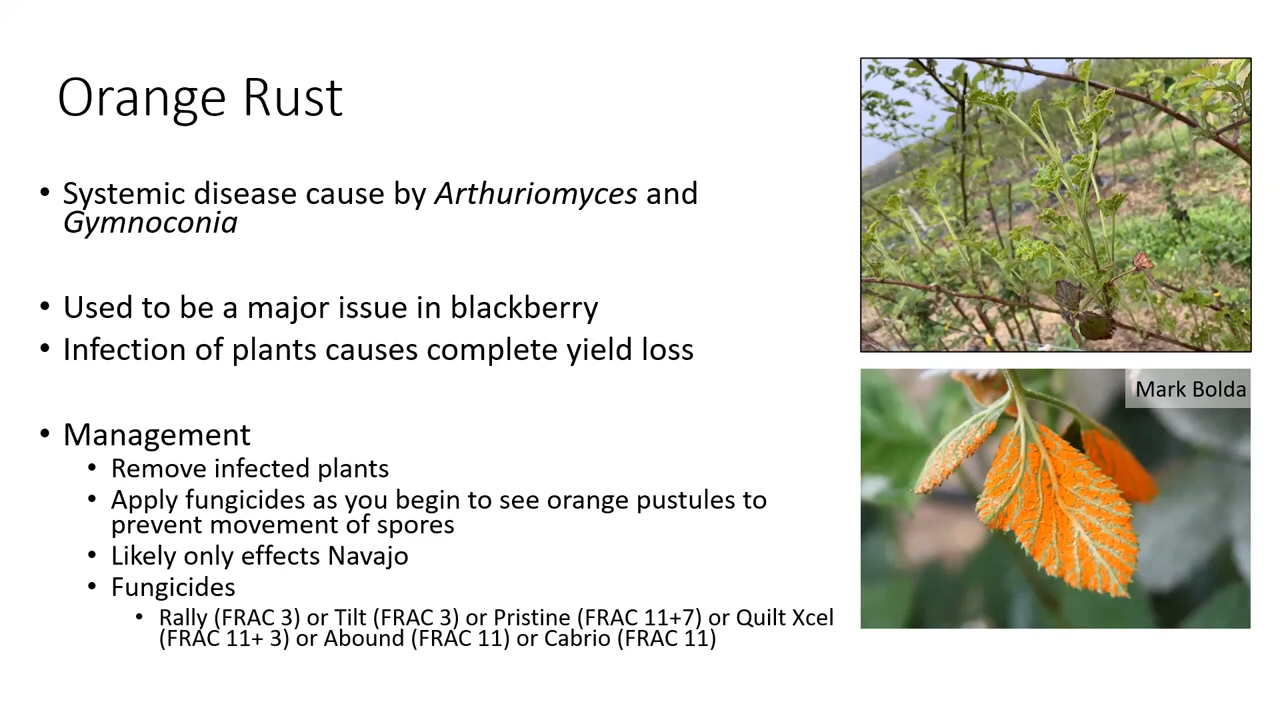 Orange Rust
• Systemic disease cause by Arthuriomyces and
Gymnoconia
• Used to be a major issue in blackberry
• Infection of plants causes complete yield loss
• Management
• Remove infected plants
• Apply fungicides as you begin to see orange pustules to
prevent movement of spores
• Likely only effects Navajo
• Fungicides
• Rally (FRAC 3) or Tilt (FRAC 3) or Pristine (FRAC 11+7) or Quilt Xcel
(FRAC 11+ 3) or Abound (FRAC 11) or Cabrio (FRAC 11)
Mark Bolda